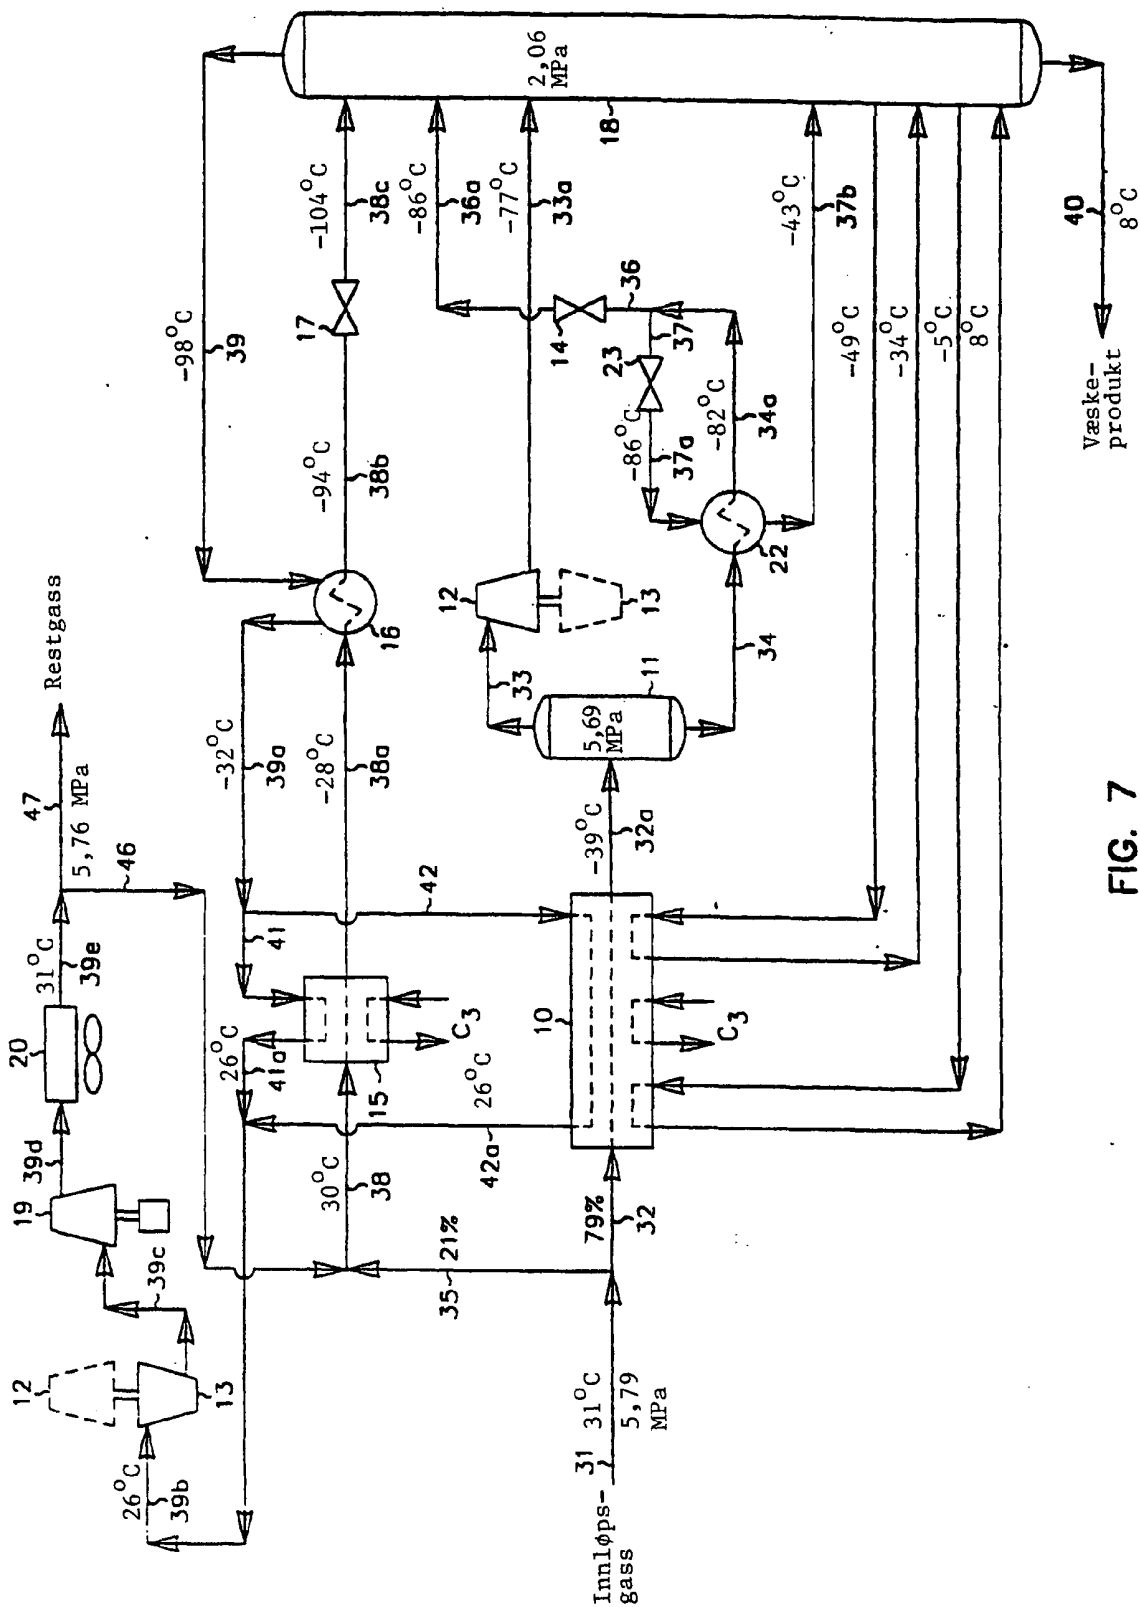 Restgass
47
5,76 MPa
46
31°C
39e
20
39d
19
39c
12
13
26°C
39b
-98°C
39
-32°C
39a
41
26°C
41a
42
C3
15
26°C
42a
30°C
38
-28°C
38a
16
-94°C
38b
17
-104°C
38c
-86°C
36a
-77°C
33a
2,06
MPa
18
-43°C
37b
-49°C
-34°C
-5°C
8°C
40
8°C
Væske-
produkt
14
36
37
23
-86°C
37a
-82°C
34a
22
34
12
13
33
11
5,69
MPa
-39°C
32a
10
C3
79%
32
21%
35
Innløps-
gass
31
31°C
5,79
MPa
FIG. 7